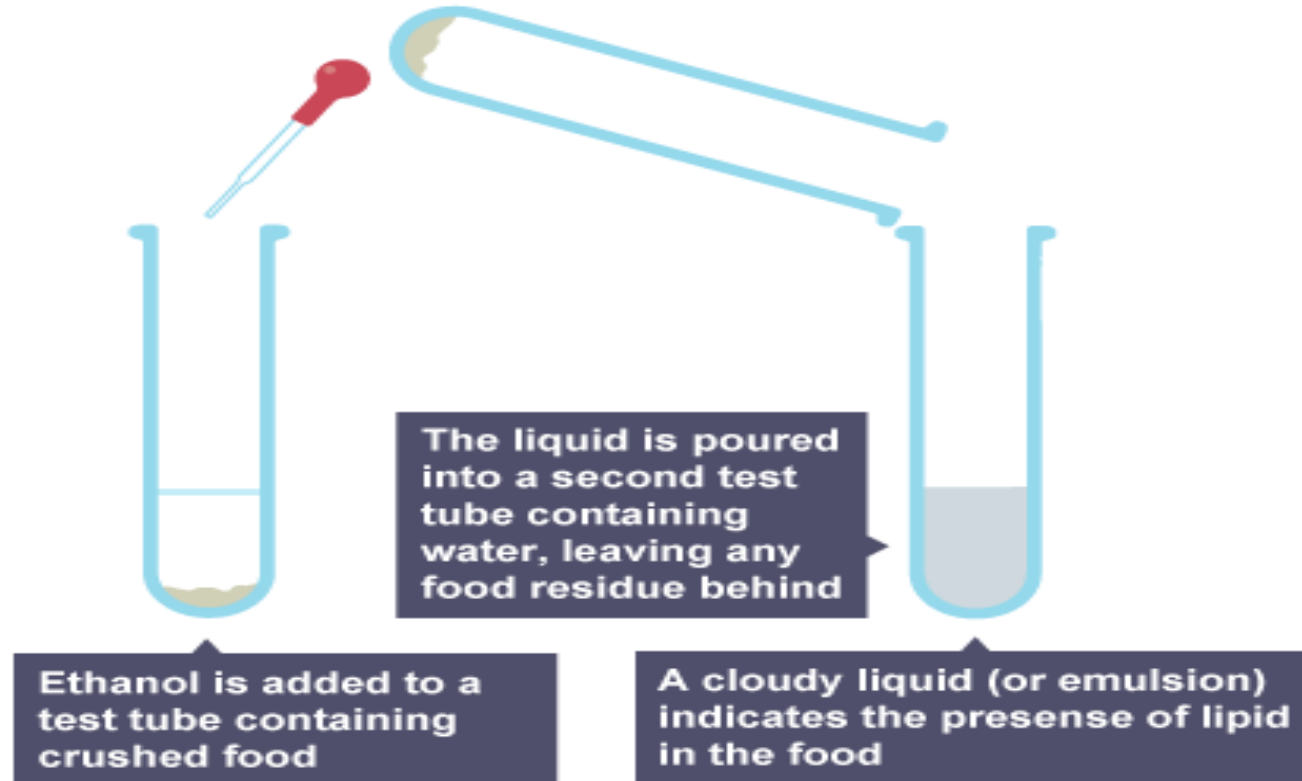 The liquid is poured
into a second test
tube containing
water, leaving any
food residue behind
Ethanol is added to a
test tube containing
crushed food
A cloudy liquid (or emulsion)
indicates the presense of lipid
in the food